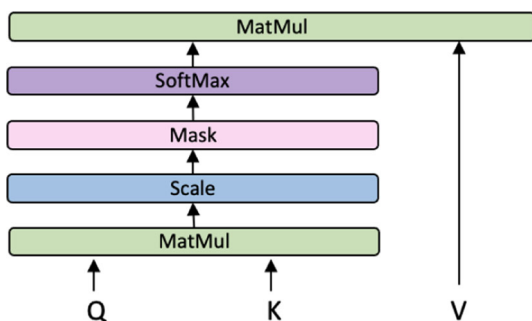 MatMul
SoftMax
Mask
Scale
MatMul
Q K V